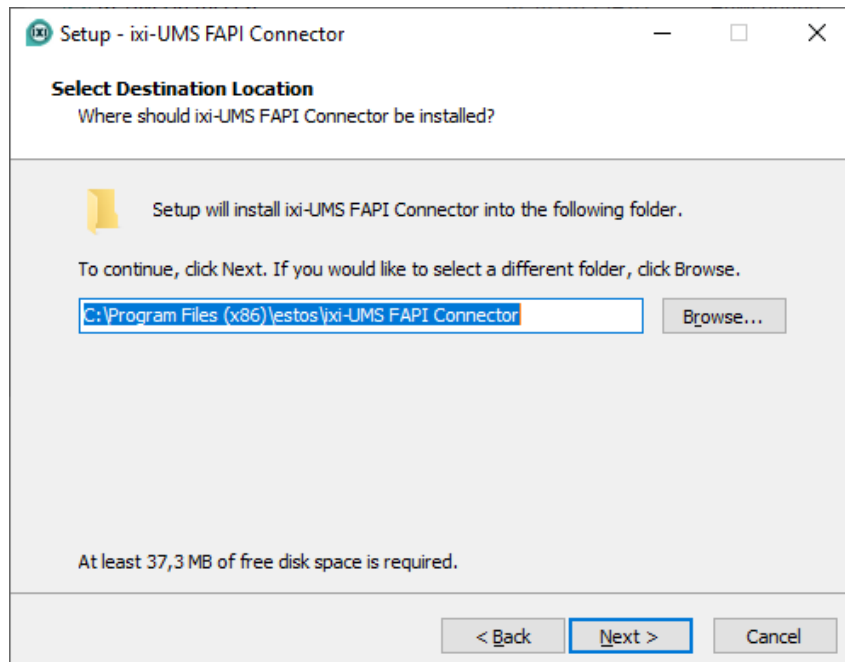 ixi
Setup - ixi-UMS FAPI Connector
Select Destination Location
Where should ixi-UMS FAPI Connector be installed?
Setup will install ixi-UMS FAPI Connector into the following folder.
To continue, click Next. If you would like to select a different folder, click Browse.
C:\Program Files (x86)\estos\ixi-UMS FAPI Connector
Browse...
At least 37,3 MB of free disk space is required.
< Back
Next >
Cancel